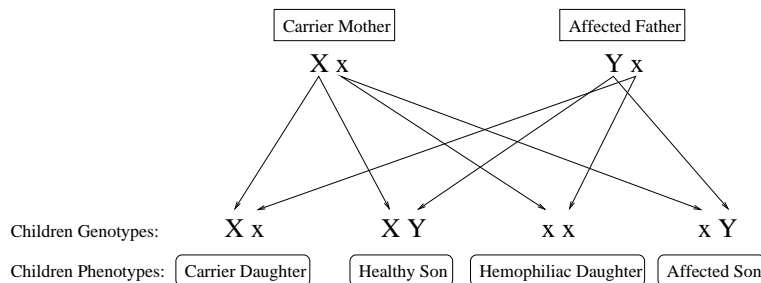 Carrier Mother Affected Father
X x Y x
Children Genotypes: X x X Y x x x Y
Children Phenotypes: Carrier Daughter Healthy Son Hemophiliac Daughter Affected Son